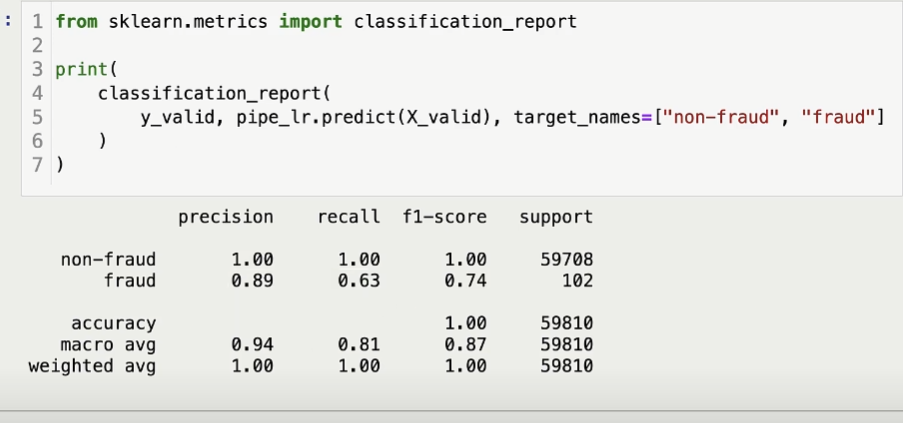 :
1 from sklearn.metrics import classification_report
2
3 print(
4     classification_report(
5         y_valid, pipe_lr.predict(X_valid), target_names=["non-fraud", "fraud"]
6     )
7 )
precision recall f1-score support
non-fraud 1.00 1.00 1.00 59708
fraud 0.89 0.63 0.74 102
accuracy 1.00 59810
macro avg 0.94 0.81 0.87 59810
weighted avg 1.00 1.00 1.00 59810